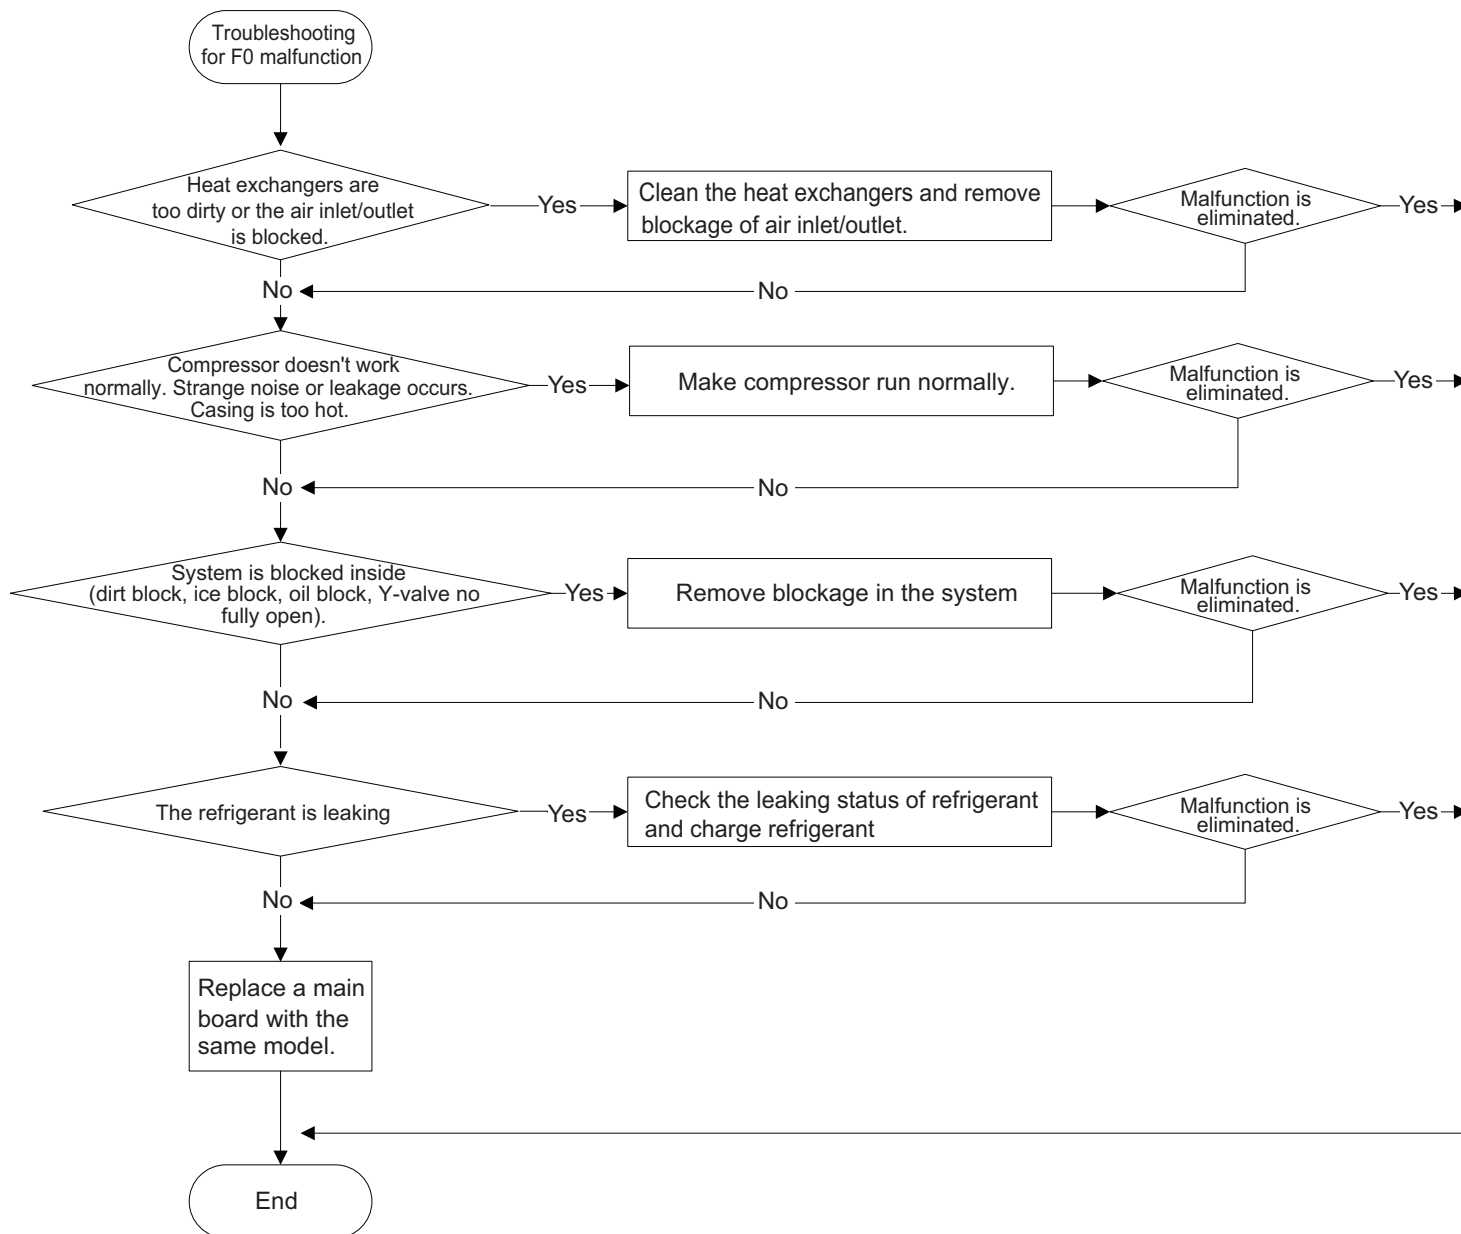 Troubleshooting
for F0 malfunction
Heat exchangers are
too dirty or the air inlet/outlet
is blocked.
Yes
Clean the heat exchangers and remove
blockage of air inlet/outlet.
Malfunction is
eliminated.
Yes
No
No
Compressor doesn't work
normally. Strange noise or leakage occurs.
Casing is too hot.
Yes
Make compressor run normally.
Malfunction is
eliminated.
Yes
No
No
System is blocked inside
(dirt block, ice block, oil block, Y-valve no
fully open).
Yes
Remove blockage in the system
Malfunction is
eliminated.
Yes
No
No
The refrigerant is leaking
Yes
Check the leaking status of refrigerant
and charge refrigerant
Malfunction is
eliminated.
Yes
No
No
Replace a main
board with the
same model.
End